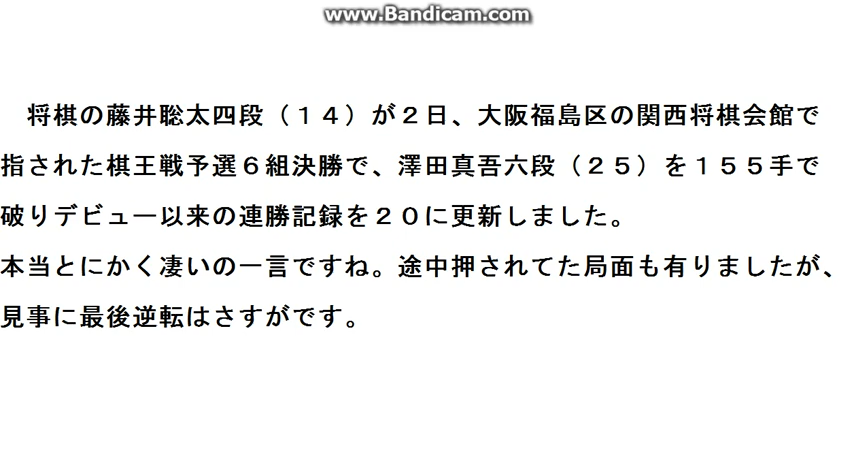 www.Bandicam.com
　将棋の藤井聡太四段（１４）が２日、大阪福島区の関西将棋会館で
指された棋王戦予選６組決勝で、澤田真吾六段（２５）を１５５手で
破りデビュー以来の連勝記録を２０に更新しました。
本当とにかく凄いの一言ですね。途中押されてた局面も有りましたが、
見事に最後逆転はさすがです。